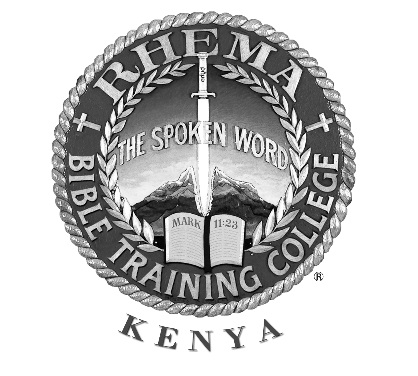 RHEMA
THE SPOKEN WORD
MARK 11:23
BIBLE TRAINING COLLEGE
®
KENYA